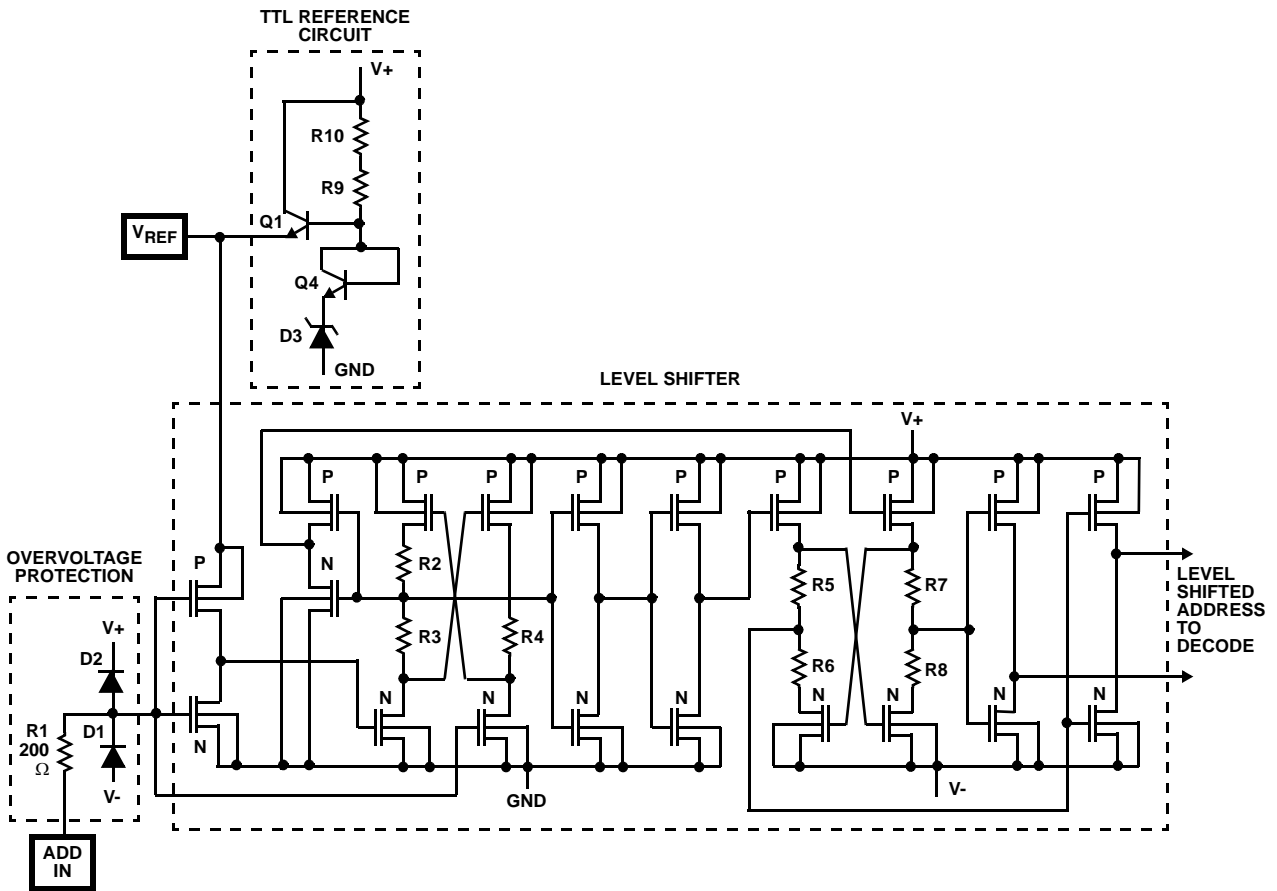 TTL REFERENCE
CIRCUIT
V+
R10
R9
Q1
VREF
Q4
D3
GND
LEVEL SHIFTER
V+
P
P
P
P
P
P
P
P
P
OVERVOLTAGE
PROTECTION
P
N
R2
R5
R7
LEVEL
SHIFTED
ADDRESS
TO
DECODE
V+
R3
R4
D2
R6
R8
N
N
N
N
N
N
N
N
R1
200
Ω
D1
N
V-
GND
V-
ADD
IN